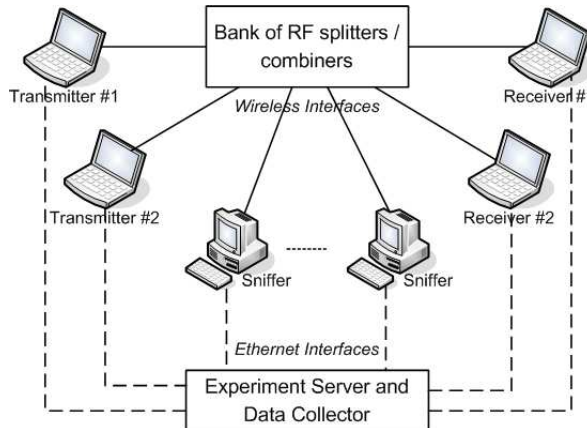 Bank of RF splitters /
combiners
Transmitter #1
Wireless Interfaces
Receiver #
Transmitter #2
Receiver #2
Sniffer
Sniffer
Ethernet Interfaces
Experiment Server and
Data Collector